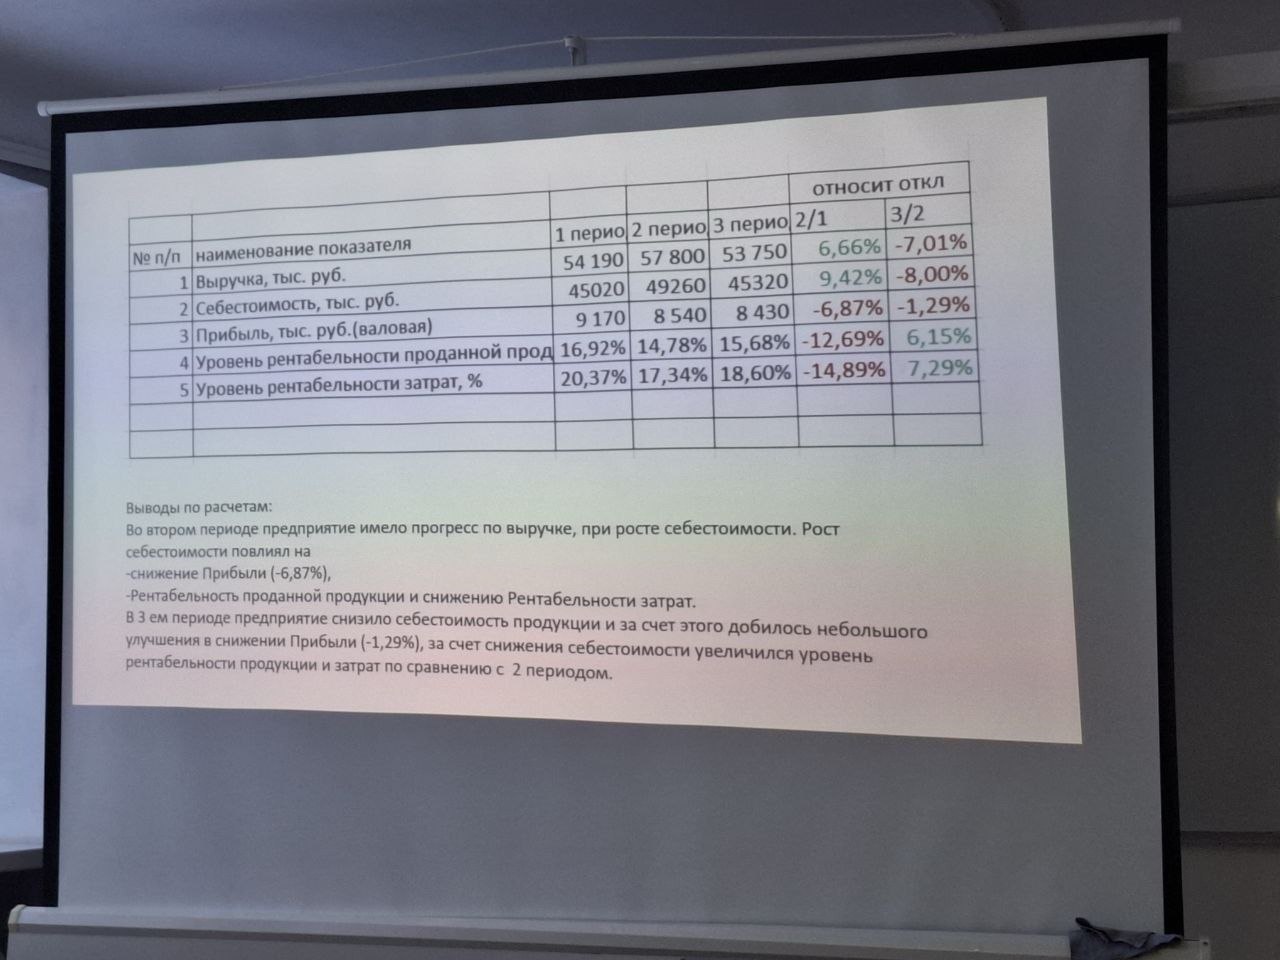 относит откл
№ п/п наименование показателя 1 перио 2 перио 3 перио 2/1 3/2
1 Выручка, тыс. руб. 54 190 57 800 53 750 6,66% -7,01%
2 Себестоимость, тыс. руб. 45020 49260 45320 9,42% -8,00%
3 Прибыль, тыс. руб.(валовая) 9 170 8 540 8 430 -6,87% -1,29%
4 Уровень рентабельности проданной прод 16,92% 14,78% 15,68% -12,69% 6,15%
5 Уровень рентабельности затрат, % 20,37% 17,34% 18,60% -14,89% 7,29%
Выводы по расчетам:
Во втором периоде предприятие имело прогресс по выручке, при росте себестоимости. Рост
себестоимости повлиял на
-снижение Прибыли (-6,87%),
-Рентабельность проданной продукции и снижению Рентабельности затрат.
В 3 ем периоде предприятие снизило себестоимость продукции и за счет этого добилось небольшого
улучшения в снижении Прибыли (-1,29%), за счет снижения себестоимости увеличился уровень
рентабельности продукции и затрат по сравнению с 2 периодом.